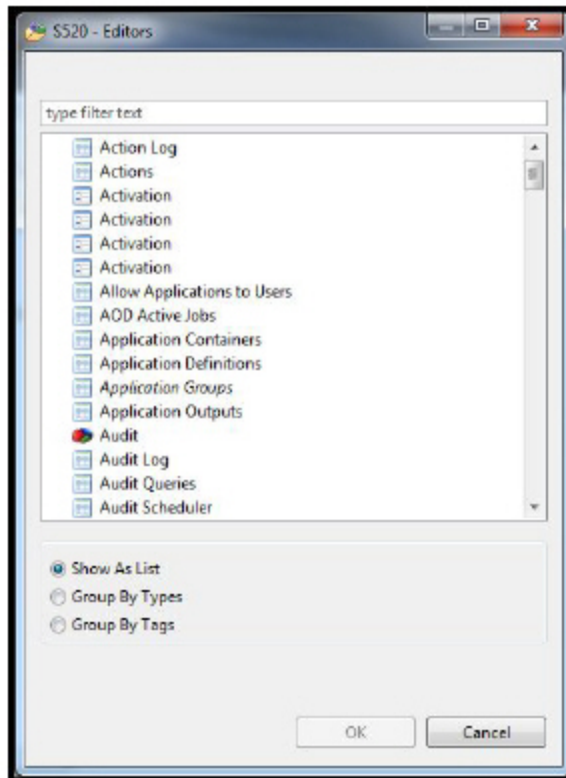 S520 - Editors
type filter text
Action Log
Actions
Activation
Activation
Activation
Activation
Allow Applications to Users
AOD Active Jobs
Application Containers
Application Definitions
Application Groups
Application Outputs
Audit
Audit Log
Audit Queries
Audit Scheduler
Show As List
Group By Types
Group By Tags
OK
Cancel